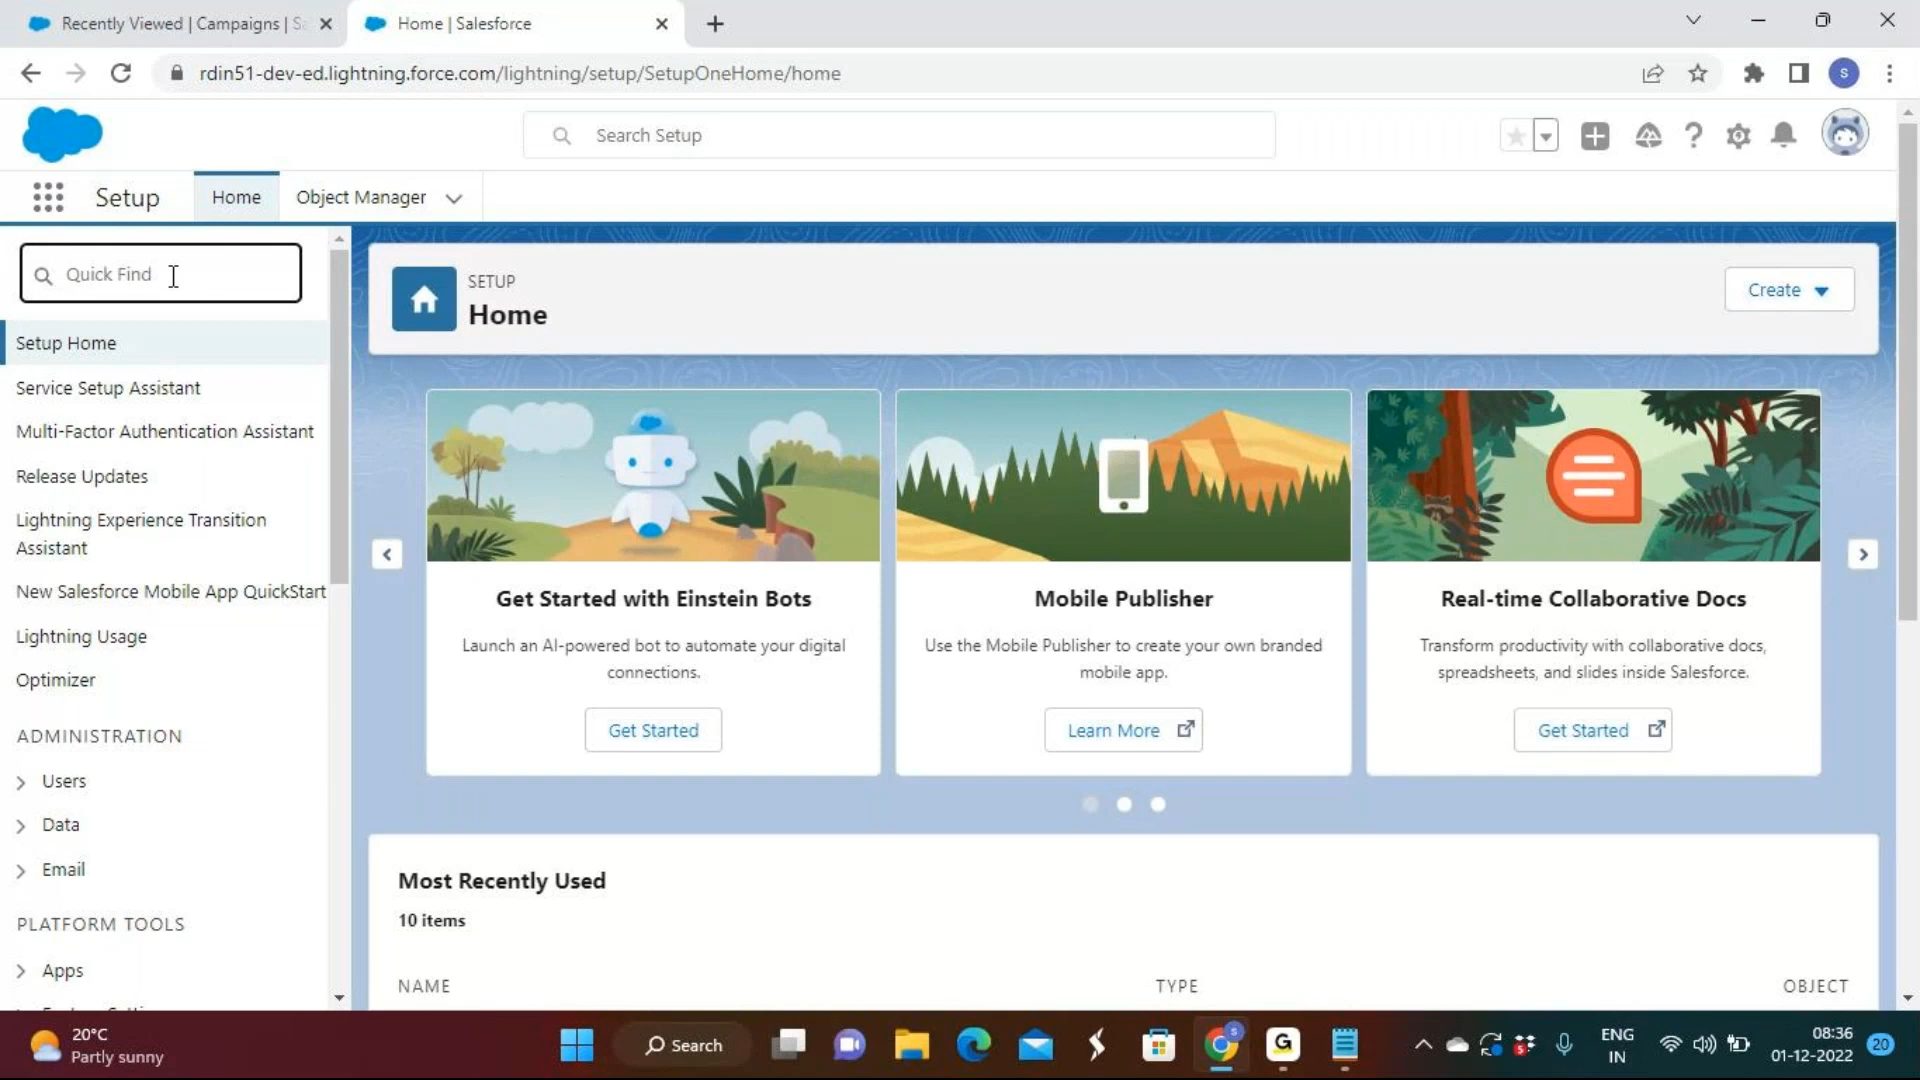 Recently Viewed | Campaigns | Sa
Home | Salesforce
rdin51-dev-ed.lightning.force.com/lightning/setup/SetupOneHome/home
S
Search Setup
Setup
Home
Object Manager
Quick Find
Setup Home
Service Setup Assistant
Multi-Factor Authentication Assistant
Release Updates
Lightning Experience Transition
Assistant
New Salesforce Mobile App QuickStart
Lightning Usage
Optimizer
ADMINISTRATION
Users
Data
Email
PLATFORM TOOLS
Apps
SETUP
Home
Create
Get Started with Einstein Bots
Launch an AI-powered bot to automate your digital
connections.
Get Started
Mobile Publisher
Use the Mobile Publisher to create your own branded
mobile app.
Learn More
Real-time Collaborative Docs
Transform productivity with collaborative docs,
spreadsheets, and slides inside Salesforce.
Get Started
Most Recently Used
10 items
NAME
TYPE
OBJECT
20°C
Partly sunny
Search
ENG
IN
08:36
01-12-2022
20